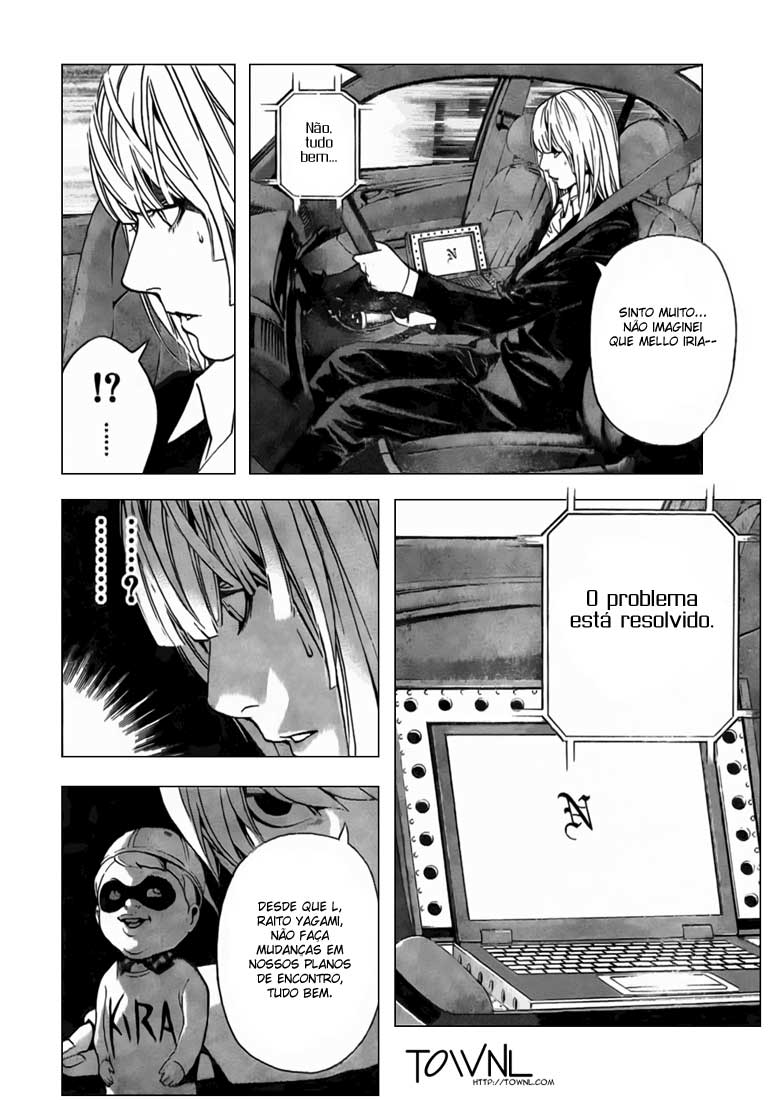 SINTO MUITO...
NÃO IMAGINEI
QUE MELLO IRIA--
Não,
tudo
bem...
!?
......
O problema
está resolvido.
N
........?
........
DESDE QUE L,
RAITO YAGAMI,
NÃO FAÇA
MUDANÇAS EM
NOSSOS PLANOS
DE ENCONTRO,
TUDO BEM.
KIRA
TOWNL
HTTP://TOWNL.COM